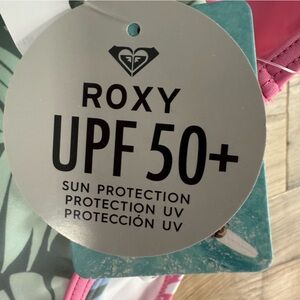 ROXY
UPF 50+
SUN PROTECTION
PROTECTION UV
PROTECCIÓN UV